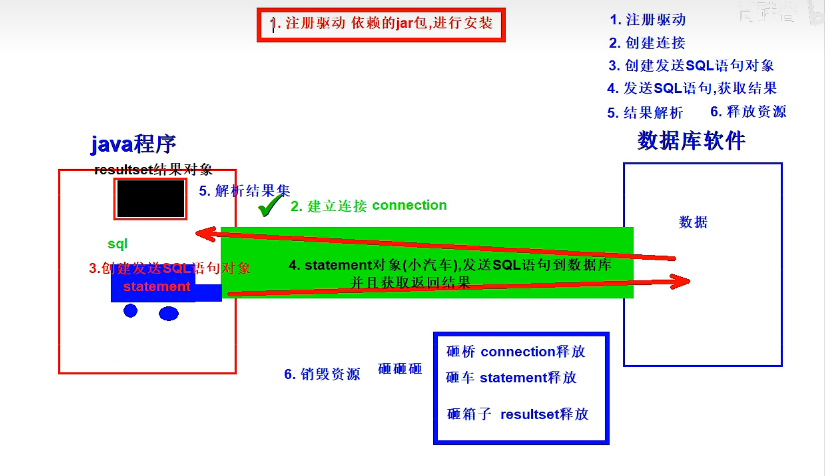 1. 注册驱动 依赖的jar包,进行安装
1. 注册驱动
2. 创建连接
3. 创建发送SQL语句对象
4. 发送SQL语句,获取结果
5. 结果解析 6. 释放资源
java程序
数据库软件
resultset结果对象
5. 解析结果集
2. 建立连接 connection
数据
sql
3.创建发送SQL语句对象
statement
4. statement对象(小汽车),发送SQL语句到数据库
并且获取返回结果
6. 销毁资源 砸砸砸
砸桥 connection释放
砸车 statement释放
砸箱子 resultset释放